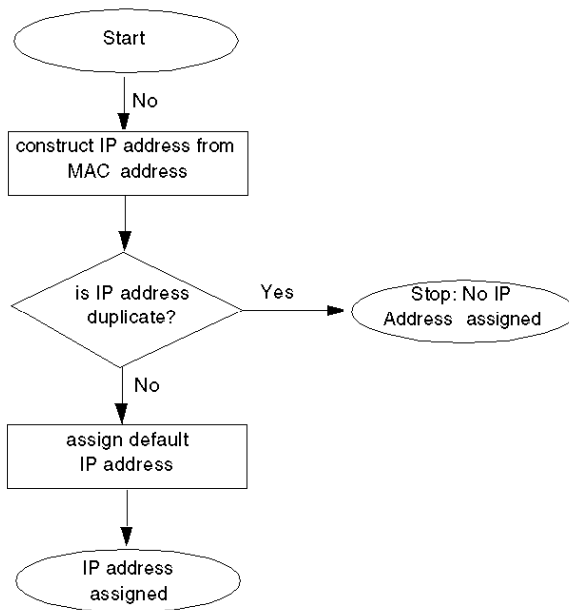 Start
No
construct IP address from
MAC address
is IP address
duplicate?
Yes
Stop: No IP
Address assigned
No
assign default
IP address
IP address
assigned